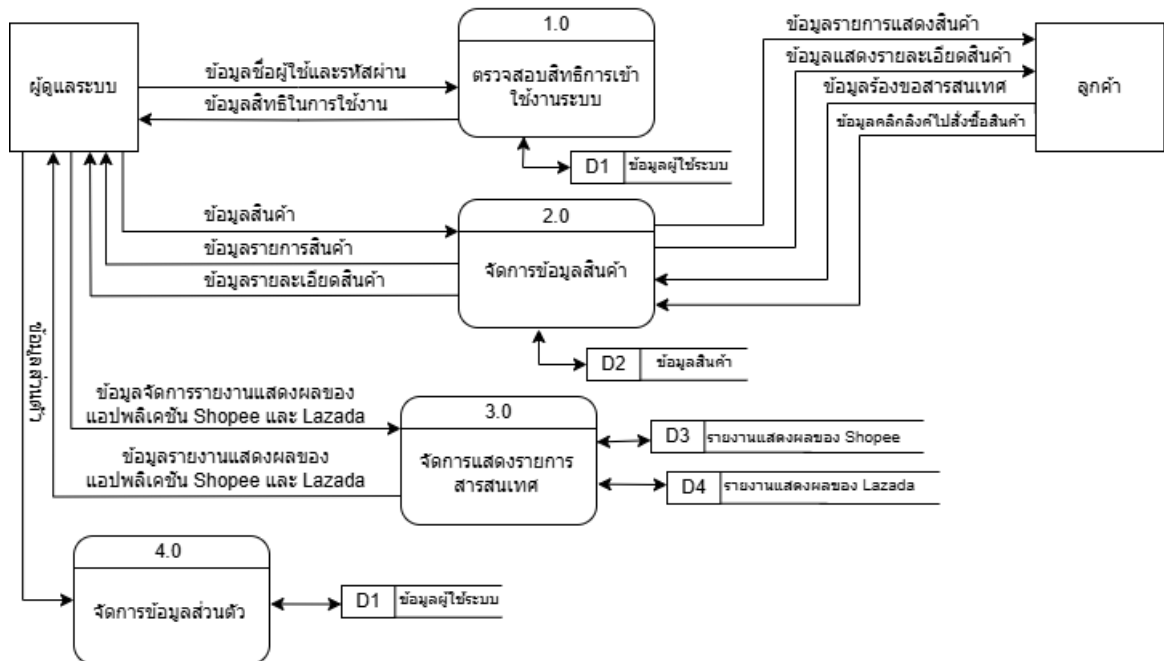 1.0
ข้อมูลรายการแสดงสินค้า
ข้อมูลแสดงรายละเอียดสินค้า
ผู้ดูแลระบบ
ข้อมูลชื่อผู้ใช้และรหัสผ่าน
ตรวจสอบสิทธิการเข้า
ใช้งานระบบ
ข้อมูลร้องขอสารสนเทศ
ลูกค้า
ข้อมูลสิทธิในการใช้งาน
ข้อมูลคลิกลิงค์ไปสั่งซื้อสินค้า
D1 ข้อมูลผู้ใช้ระบบ
ข้อมูลสินค้า
2.0
ข้อมูลรายการสินค้า
จัดการข้อมูลสินค้า
ข้อมูลรายละเอียดสินค้า
ข้อมูลส่วนตัว
D2 ข้อมูลสินค้า
ข้อมูลจัดการรายงานแสดงผลของ
แอปพลิเคชัน Shopee และ Lazada
3.0
D3 รายงานแสดงผลของ Shopee
ข้อมูลรายงานแสดงผลของ
แอปพลิเคชัน Shopee และ Lazada
จัดการแสดงรายการ
สารสนเทศ
D4 รายงานแสดงผลของ Lazada
4.0
จัดการข้อมูลส่วนตัว
D1 ข้อมูลผู้ใช้ระบบ